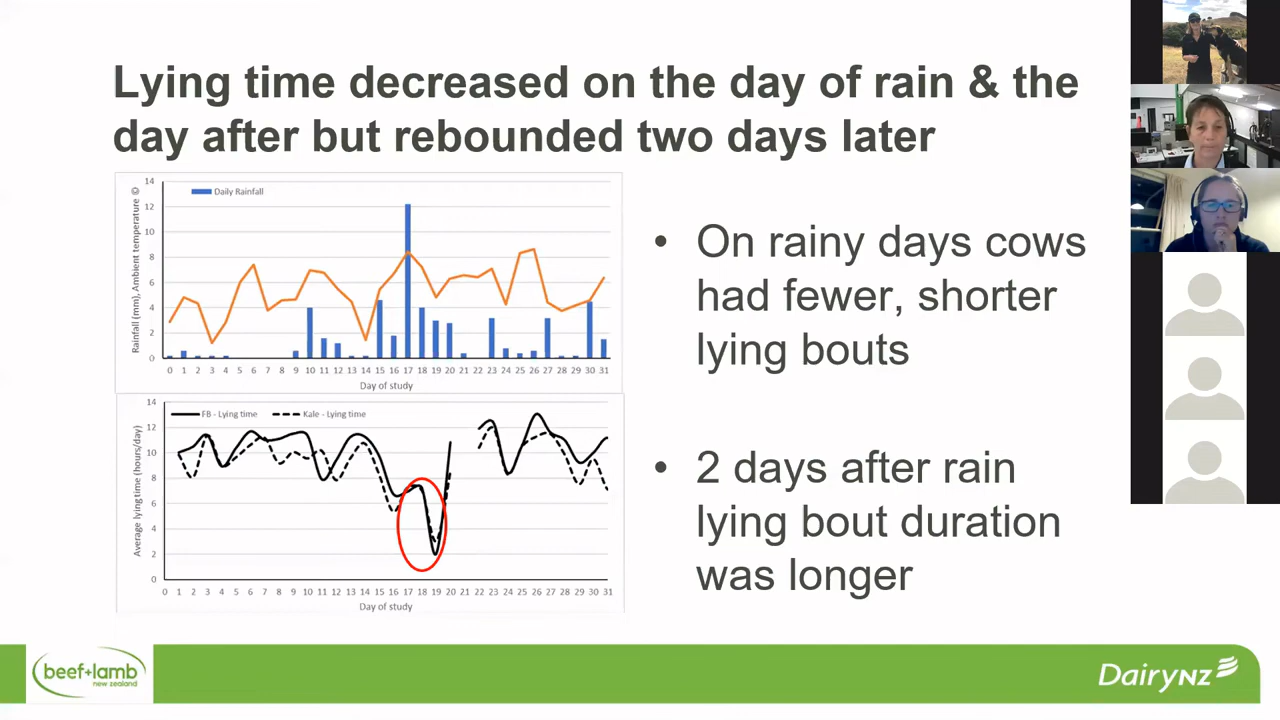 Lying time decreased on the day of rain & the
day after but rebounded two days later
Daily Rainfall
Rainfall (mm), Ambient temperature ©
14
12
10
8
6
4
2
0
0 1 2 3 4 5 6 7 8 9 10 11 12 13 14 15 16 17 18 19 20 21 22 23 24 25 26 27 28 29 30 31
Day of study
FB - Lying time Kale - Lying time
Average lying time (hours/day)
14
12
10
8
6
4
2
0
0 1 2 3 4 5 6 7 8 9 10 11 12 13 14 15 16 17 18 19 20 22 23 24 25 26 27 28 29 30 31
Day of study
• On rainy days cows
had fewer, shorter
lying bouts
• 2 days after rain
lying bout duration
was longer
beef+lamb
new zealand
DairyNZ